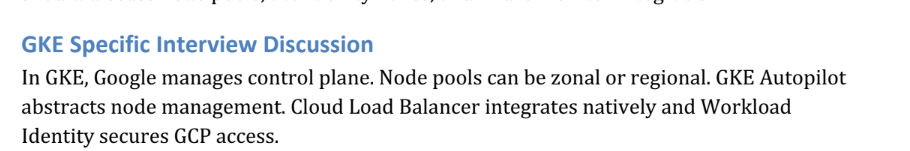 GKE Specific Interview Discussion
In GKE, Google manages control plane. Node pools can be zonal or regional. GKE Autopilot
abstracts node management. Cloud Load Balancer integrates natively and Workload
Identity secures GCP access.